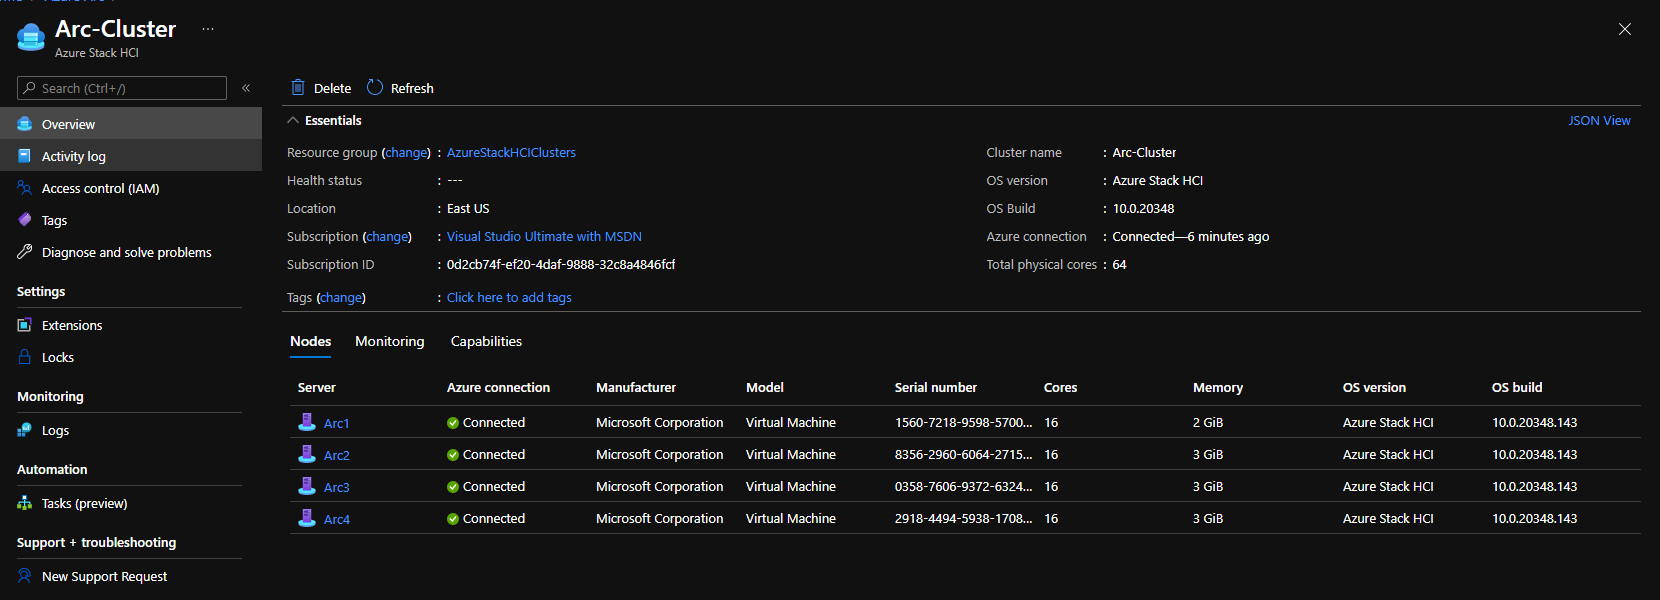 Arc-Cluster ...
Azure Stack HCI
Search (Ctrl+/)
«
Overview
Activity log
Access control (IAM)
Tags
Diagnose and solve problems
Settings
Extensions
Locks
Monitoring
Logs
Automation
Tasks (preview)
Support + troubleshooting
New Support Request
Delete Refresh
Essentials JSON View
Resource group (change) : AzureStackHCIClusters
Health status : ---
Location : East US
Subscription (change) : Visual Studio Ultimate with MSDN
Subscription ID : 0d2cb74f-ef20-4daf-9888-32c8a4846fcf
Tags (change) : Click here to add tags
Cluster name : Arc-Cluster
OS version : Azure Stack HCI
OS Build : 10.0.20348
Azure connection : Connected—6 minutes ago
Total physical cores : 64
Nodes Monitoring Capabilities
Server Azure connection Manufacturer Model Serial number Cores Memory OS version OS build
Arc1 Connected Microsoft Corporation Virtual Machine 1560-7218-9598-5700... 16 2 GiB Azure Stack HCI 10.0.20348.143
Arc2 Connected Microsoft Corporation Virtual Machine 8356-2960-6064-2715... 16 3 GiB Azure Stack HCI 10.0.20348.143
Arc3 Connected Microsoft Corporation Virtual Machine 0358-7606-9372-6324... 16 3 GiB Azure Stack HCI 10.0.20348.143
Arc4 Connected Microsoft Corporation Virtual Machine 2918-4494-5938-1708... 16 3 GiB Azure Stack HCI 10.0.20348.143